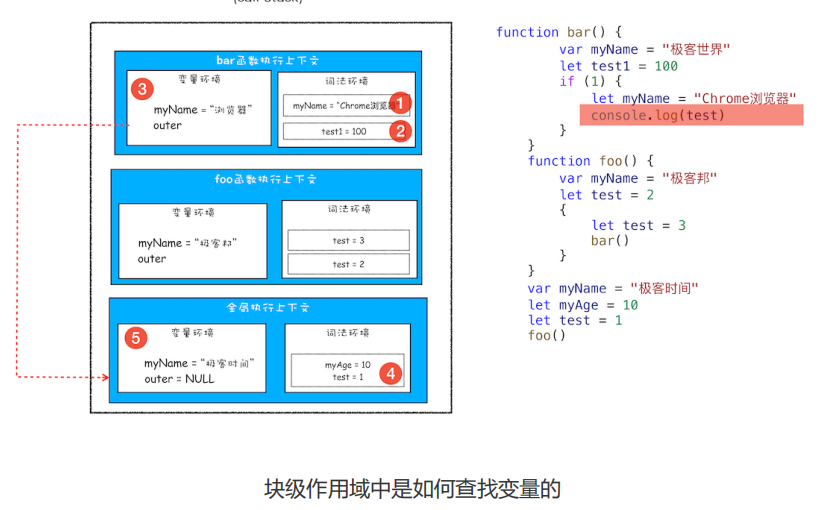 bar函数执行上下文
变量环境
3
myName = "浏览器"
outer
词法环境
myName = "Chrome浏览
1
test1 = 100
2
foo函数执行上下文
变量环境
myName = "极客邦"
outer
词法环境
test = 3
test = 2
全局执行上下文
变量环境
5
myName = "极客时间"
outer = NULL
词法环境
myAge = 10
test = 1
4
function bar() {
var myName = "极客世界"
let test1 = 100
if (1) {
let myName = "Chrome浏览器"
console.log(test)
}
}
function foo() {
var myName = "极客邦"
let test = 2
{
let test = 3
bar()
}
}
var myName = "极客时间"
let myAge = 10
let test = 1
foo()
块级作用域中是如何查找变量的